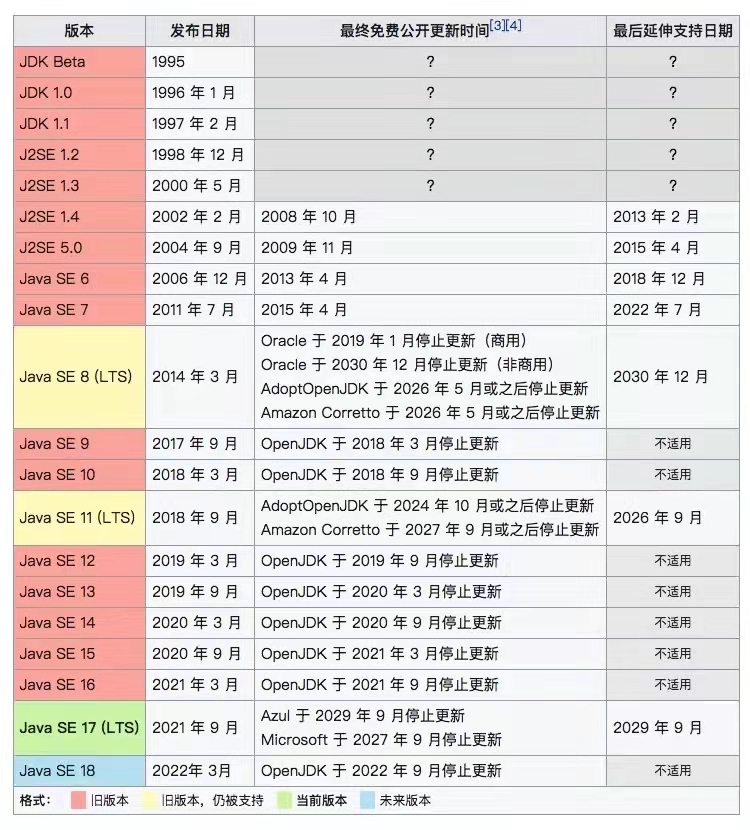 版本 发布日期 最终免费公开更新时间[3][4] 最后延伸支持日期
JDK Beta 1995 ? ?
JDK 1.0 1996 年 1 月 ? ?
JDK 1.1 1997 年 2 月 ? ?
J2SE 1.2 1998 年 12 月 ? ?
J2SE 1.3 2000 年 5 月 ? ?
J2SE 1.4 2002 年 2 月 2008 年 10 月 2013 年 2 月
J2SE 5.0 2004 年 9 月 2009 年 11 月 2015 年 4 月
Java SE 6 2006 年 12 月 2013 年 4 月 2018 年 12 月
Java SE 7 2011 年 7 月 2015 年 4 月 2022 年 7 月
Java SE 8 (LTS) 2014 年 3 月 Oracle 于 2019 年 1 月停止更新（商用）
Oracle 于 2030 年 12 月停止更新（非商用）
AdoptOpenJDK 于 2026 年 5 月或之后停止更新
Amazon Corretto 于 2026 年 5 月或之后停止更新 2030 年 12 月
Java SE 9 2017 年 9 月 OpenJDK 于 2018 年 3 月停止更新 不适用
Java SE 10 2018 年 3 月 OpenJDK 于 2018 年 9 月停止更新 不适用
Java SE 11 (LTS) 2018 年 9 月 AdoptOpenJDK 于 2024 年 10 月或之后停止更新
Amazon Corretto 于 2027 年 9 月或之后停止更新 2026 年 9 月
Java SE 12 2019 年 3 月 OpenJDK 于 2019 年 9 月停止更新 不适用
Java SE 13 2019 年 9 月 OpenJDK 于 2020 年 3 月停止更新 不适用
Java SE 14 2020 年 3 月 OpenJDK 于 2020 年 9 月停止更新 不适用
Java SE 15 2020 年 9 月 OpenJDK 于 2021 年 3 月停止更新 不适用
Java SE 16 2021 年 3 月 OpenJDK 于 2021 年 9 月停止更新 不适用
Java SE 17 (LTS) 2021 年 9 月 Azul 于 2029 年 9 月停止更新
Microsoft 于 2027 年 9 月停止更新 2029 年 9 月
Java SE 18 2022年 3月 OpenJDK 于 2022 年 9 月停止更新 不适用
格式： 旧版本 旧版本，仍被支持 当前版本 未来版本